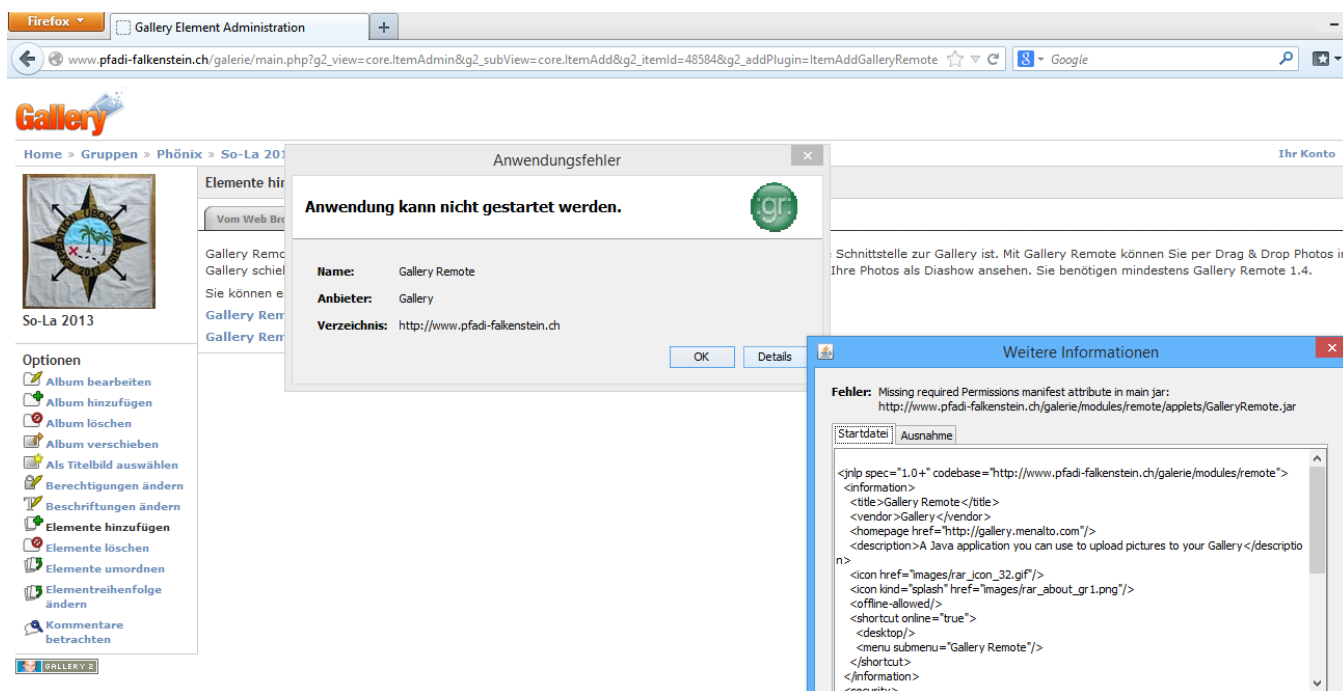 Firefox
Gallery Element Administration
www.pfadi-falkenstein.ch/galerie/main.php?g2_view=core.ItemAdmin&g2_subView=core.ItemAdd&g2_itemId=48584&g2_addPlugin=ItemAddGalleryRemote
Google
Gallery
Home » Gruppen » Phönix » So-La 201
Ihr Konto
EXPEDITION UBORO FARISI 2013
So-La 2013
Optionen
Album bearbeiten
Album hinzufügen
Album löschen
Album verschieben
Als Titelbild auswählen
Berechtigungen ändern
Beschriftungen ändern
Elemente hinzufügen
Elemente löschen
Elemente umordnen
Elementreihenfolge
ändern
Kommentare
betrachten
GALLERY 2
Elemente hin
Vom Web Bro
Gallery Remo
Schnittstelle zur Gallery ist. Mit Gallery Remote können Sie per Drag & Drop Photos in
Gallery schiel
Ihre Photos als Diashow ansehen. Sie benötigen mindestens Gallery Remote 1.4.
Sie können e
Gallery Rem
Gallery Rem
Anwendungsfehler
Anwendung kann nicht gestartet werden.
:gr:
Name: Gallery Remote
Anbieter: Gallery
Verzeichnis: http://www.pfadi-falkenstein.ch
OK Details
Weitere Informationen
Fehler: Missing required Permissions manifest attribute in main jar:
http://www.pfadi-falkenstein.ch/galerie/modules/remote/applets/GalleryRemote.jar
Startdatei Ausnahme
<jnlp spec="1.0+" codebase="http://www.pfadi-falkenstein.ch/galerie/modules/remote">
<information>
<title>Gallery Remote</title>
<vendor>Gallery</vendor>
<homepage href="http://gallery.menalto.com"/>
<description>A Java application you can use to upload pictures to your Gallery</descriptio
n>
<icon href="images/rar_icon_32.gif"/>
<icon kind="splash" href="images/rar_about_gr1.png"/>
<offline-allowed/>
<shortcut online="true">
<desktop/>
<menu submenu="Gallery Remote"/>
</shortcut>
</information>
<security>